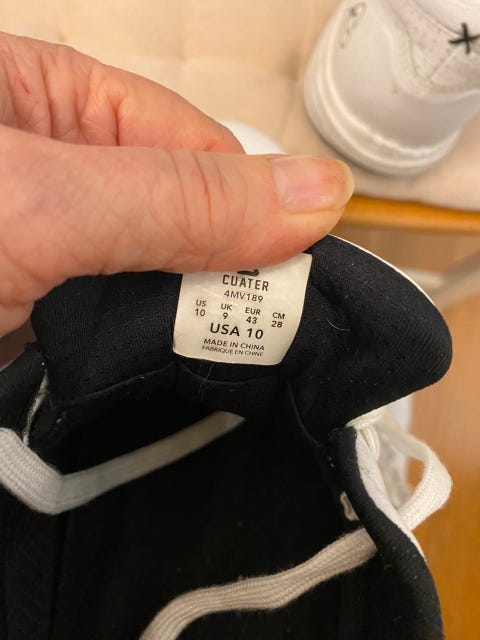 CUATER
4MV189
US UK EUR CM
10 9 43 28
USA 10
MADE IN CHINA
FABRIQUE EN CHINE